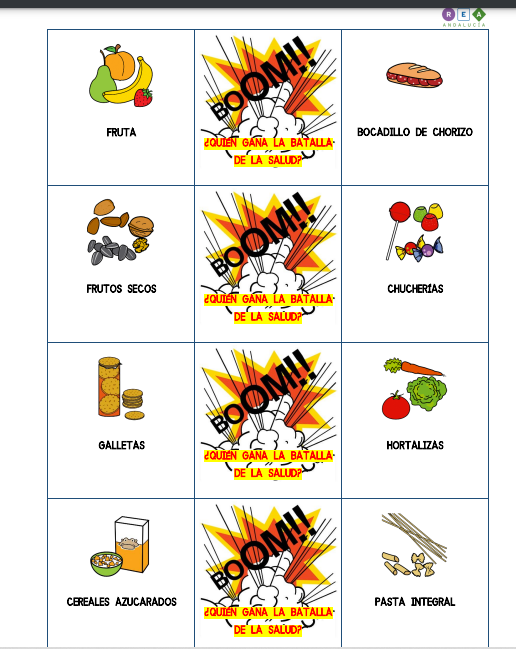 R E A
ANDALUCÍA
BOOM!!
¿QUIÉN GANA LA BATALLA
DE LA SALUD?
FRUTA
BOCADILLO DE CHORIZO
BOOM!!
¿QUIÉN GANA LA BATALLA
DE LA SALUD?
FRUTOS SECOS
CHUCHERÍAS
BOOM!!
¿QUIÉN GANA LA BATALLA
DE LA SALUD?
GALLETAS
HORTALIZAS
BOOM!!
¿QUIÉN GANA LA BATALLA
DE LA SALUD?
CEREALES AZUCARADOS
PASTA INTEGRAL